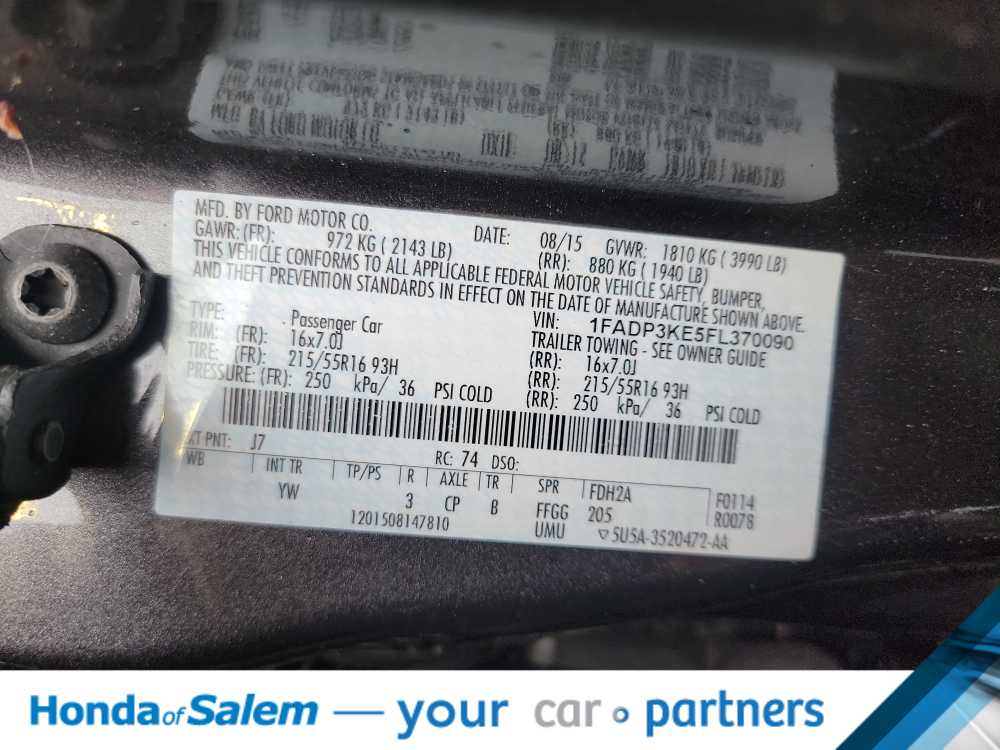 MFD. BY FORD MOTOR CO.
DATE: 08/15 GVWR: 1810 KG ( 3990 LB)
GAWR: (FR): 972 KG ( 2143 LB) (RR): 880 KG ( 1940 LB)
THIS VEHICLE CONFORMS TO ALL APPLICABLE FEDERAL MOTOR VEHICLE SAFETY, BUMPER,
AND THEFT PREVENTION STANDARDS IN EFFECT ON THE DATE OF MANUFACTURE SHOWN ABOVE.
VIN: 1FADP3KE5FL370090
TYPE: Passenger Car TRAILER TOWING - SEE OWNER GUIDE
RIM: (FR): 16x7.0J (RR): 16x7.0J
TIRE: (FR): 215/55R16 93H (RR): 215/55R16 93H
PRESSURE: (FR): 250 kPa/ 36 PSI COLD (RR): 250 kPa/ 36 PSI COLD
EXT PNT: J7 RC: 74 DSO:
WB INT TR TP/PS R AXLE TR SPR FDH2A F0114
YW 3 CP B FFGG 205 R0078
1201508147810 UMU 5U5A-3520472-AA
Honda of Salem — your car partners